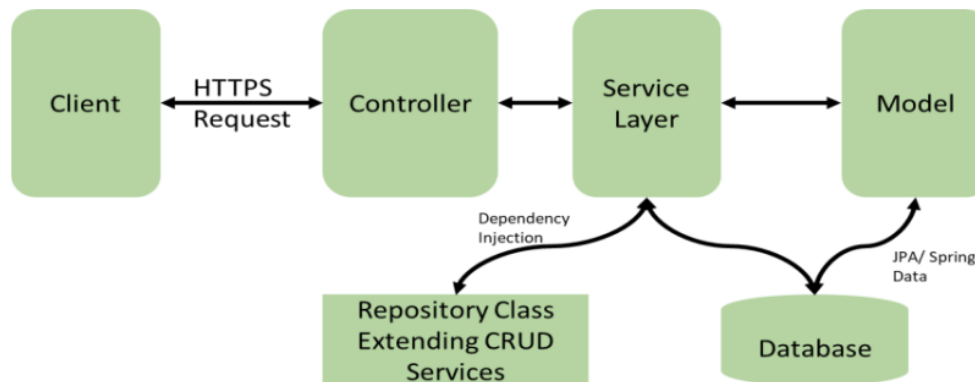 Client
HTTPS
Request
Controller
Service
Layer
Model
Dependency
Injection
JPA/ Spring
Data
Repository Class
Extending CRUD
Services
Database